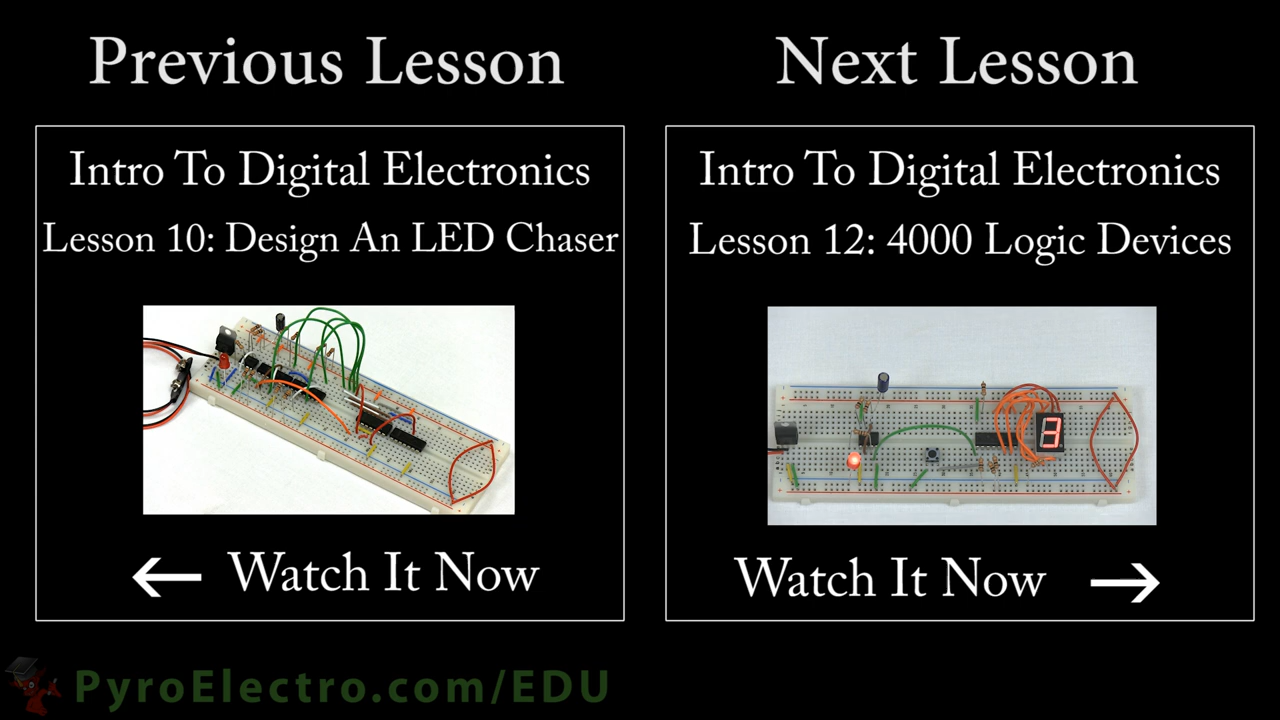 Previous Lesson
Intro To Digital Electronics
Lesson 10: Design An LED Chaser
← Watch It Now
Next Lesson
Intro To Digital Electronics
Lesson 12: 4000 Logic Devices
3
Watch It Now →
PyroElectro.com/EDU